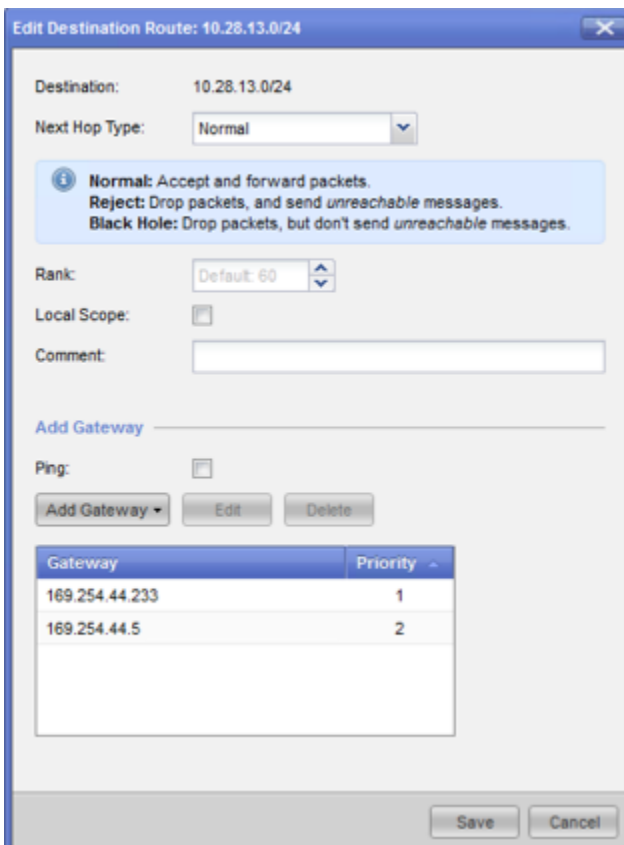 Edit Destination Route: 10.28.13.0/24
Destination: 10.28.13.0/24
Next Hop Type: Normal
Normal: Accept and forward packets.
Reject: Drop packets, and send unreachable messages.
Black Hole: Drop packets, but don't send unreachable messages.
Rank: Default: 60
Local Scope:
Comment:
Add Gateway
Ping:
Add Gateway Edit Delete
Gateway Priority
169.254.44.233 1
169.254.44.5 2
Save Cancel